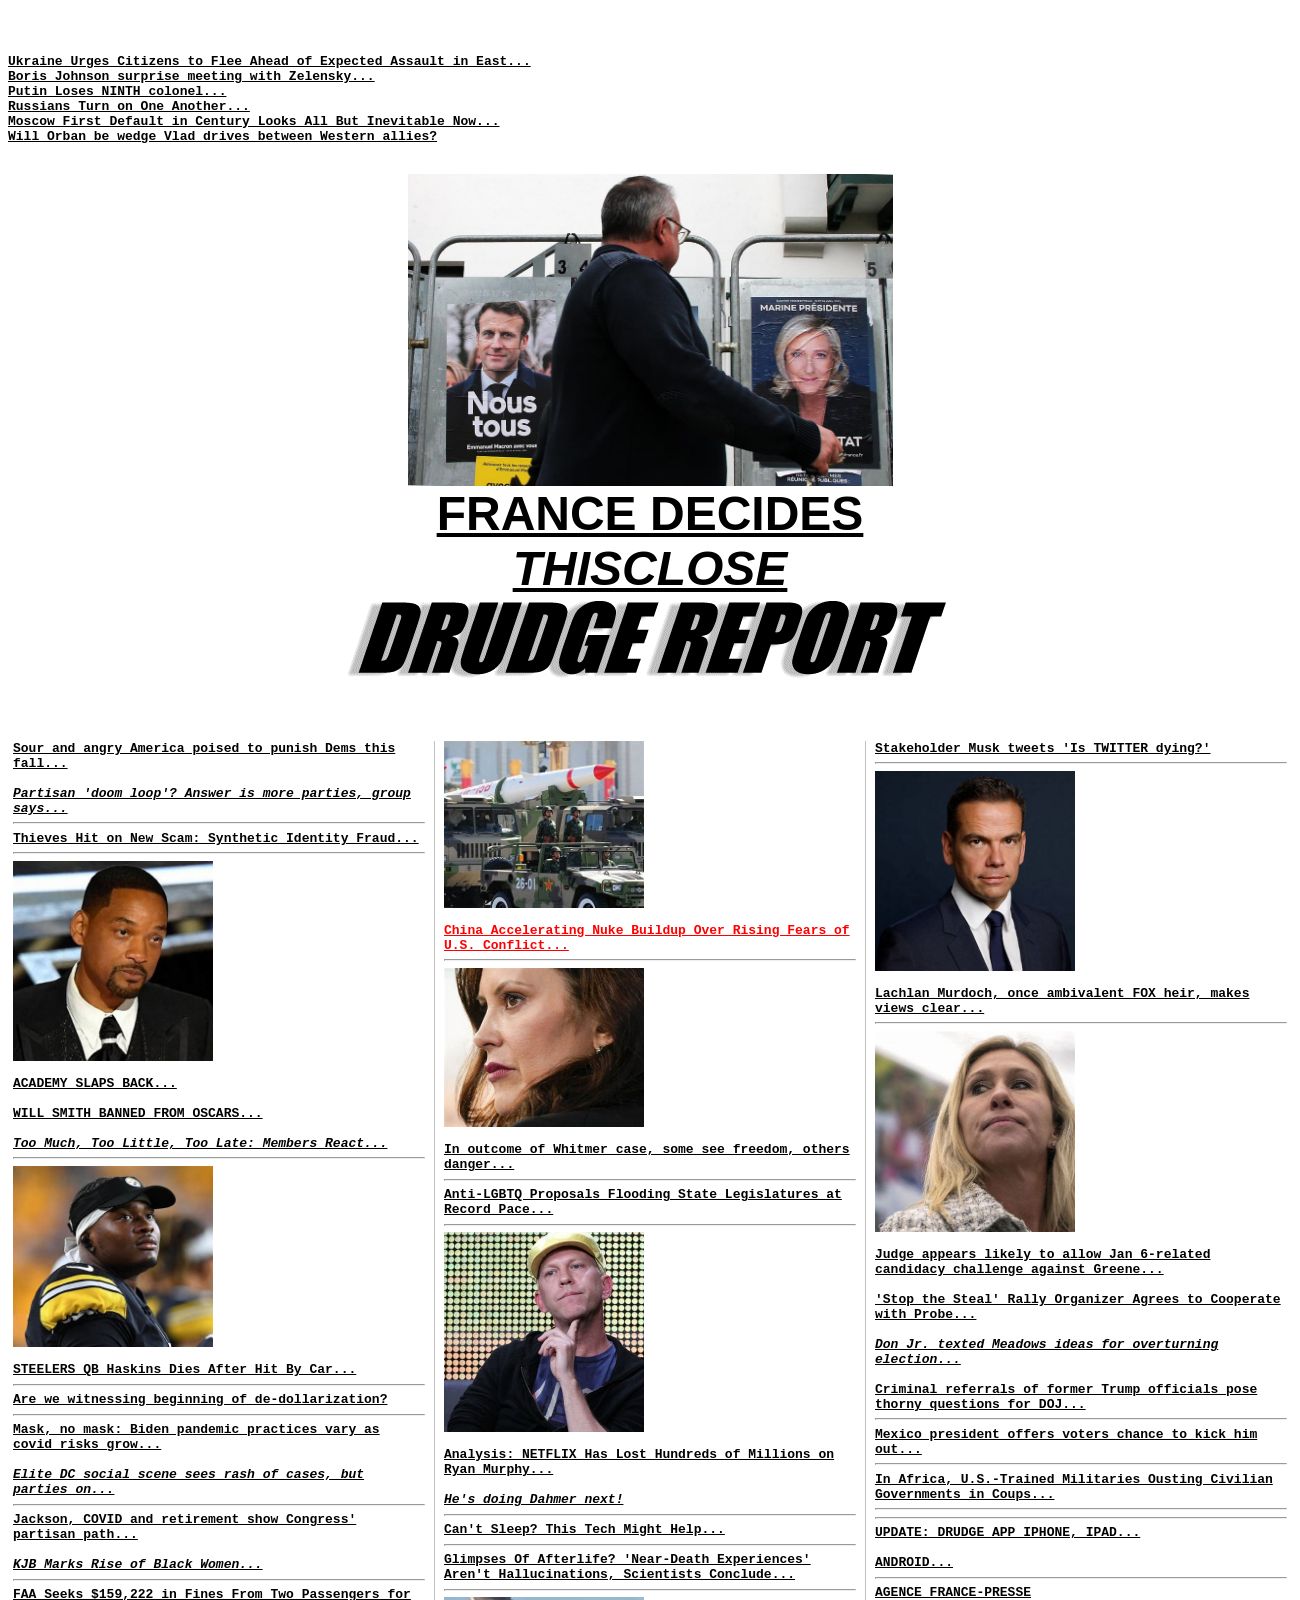 Ukraine Urges Citizens to Flee Ahead of Expected Assault in East...
Boris Johnson surprise meeting with Zelensky...
Putin Loses NINTH colonel...
Russians Turn on One Another...
Moscow First Default in Century Looks All But Inevitable Now...
Will Orban be wedge Vlad drives between Western allies?
3 4
5
MARINE PRÉSIDENTE
Nous
tous
Emmanuel Macron avec vous
FRANCE DECIDES
THISCLOSE
DRUDGE REPORT
Sour and angry America poised to punish Dems this
fall...
Partisan 'doom loop'? Answer is more parties, group
says...
Thieves Hit on New Scam: Synthetic Identity Fraud...
ACADEMY SLAPS BACK...
WILL SMITH BANNED FROM OSCARS...
Too Much, Too Little, Too Late: Members React...
STEELERS QB Haskins Dies After Hit By Car...
Are we witnessing beginning of de-dollarization?
Mask, no mask: Biden pandemic practices vary as
covid risks grow...
Elite DC social scene sees rash of cases, but
parties on...
Jackson, COVID and retirement show Congress'
partisan path...
KJB Marks Rise of Black Women...
FAA Seeks $159,222 in Fines From Two Passengers for
26-01
China Accelerating Nuke Buildup Over Rising Fears of
U.S. Conflict...
In outcome of Whitmer case, some see freedom, others
danger...
Anti-LGBTQ Proposals Flooding State Legislatures at
Record Pace...
Analysis: NETFLIX Has Lost Hundreds of Millions on
Ryan Murphy...
He's doing Dahmer next!
Can't Sleep? This Tech Might Help...
Glimpses Of Afterlife? 'Near-Death Experiences'
Aren't Hallucinations, Scientists Conclude...
Stakeholder Musk tweets 'Is TWITTER dying?'
Lachlan Murdoch, once ambivalent FOX heir, makes
views clear...
Judge appears likely to allow Jan 6-related
candidacy challenge against Greene...
'Stop the Steal' Rally Organizer Agrees to Cooperate
with Probe...
Don Jr. texted Meadows ideas for overturning
election...
Criminal referrals of former Trump officials pose
thorny questions for DOJ...
Mexico president offers voters chance to kick him
out...
In Africa, U.S.-Trained Militaries Ousting Civilian
Governments in Coups...
UPDATE: DRUDGE APP IPHONE, IPAD...
ANDROID...
AGENCE FRANCE-PRESSE